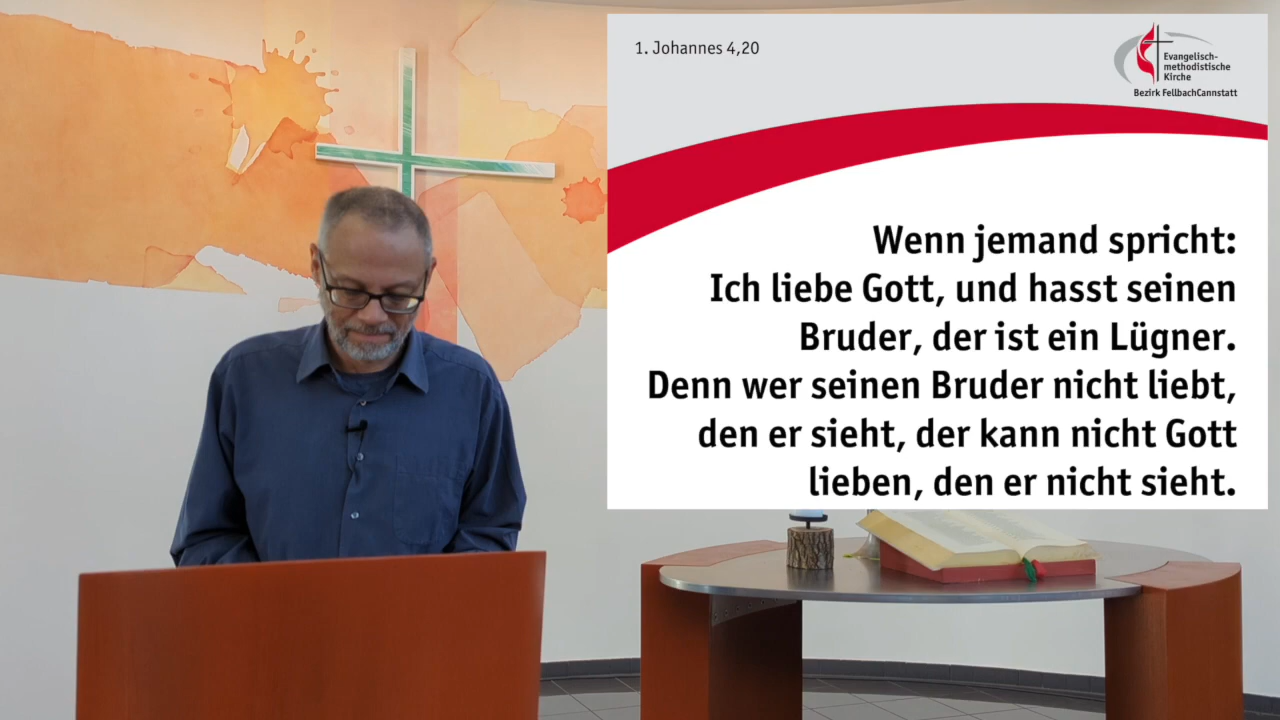 1. Johannes 4,20
Evangelisch-
methodistische
Kirche
Bezirk FellbachCannstatt
Wenn jemand spricht:
Ich liebe Gott, und hasst seinen
Bruder, der ist ein Lügner.
Denn wer seinen Bruder nicht liebt,
den er sieht, der kann nicht Gott
lieben, den er nicht sieht.